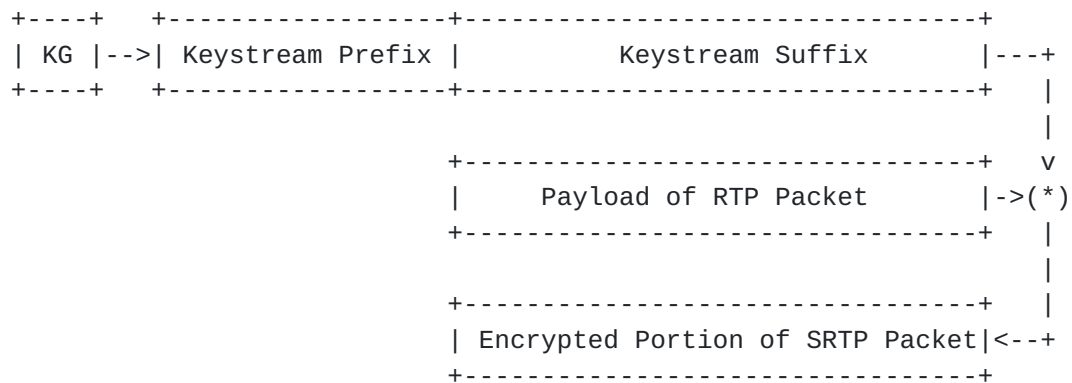 +----+   +------------------+---------------------------------+
| KG |-->| Keystream Prefix |          Keystream Suffix       |---+
+----+   +------------------+---------------------------------+   |
                                                                  |
                            +---------------------------------+   v
                            |     Payload of RTP Packet       |->(*)
                            +---------------------------------+   |
                                                                  |
                            +---------------------------------+   |
                            | Encrypted Portion of SRTP Packet|<--+
                            +---------------------------------+